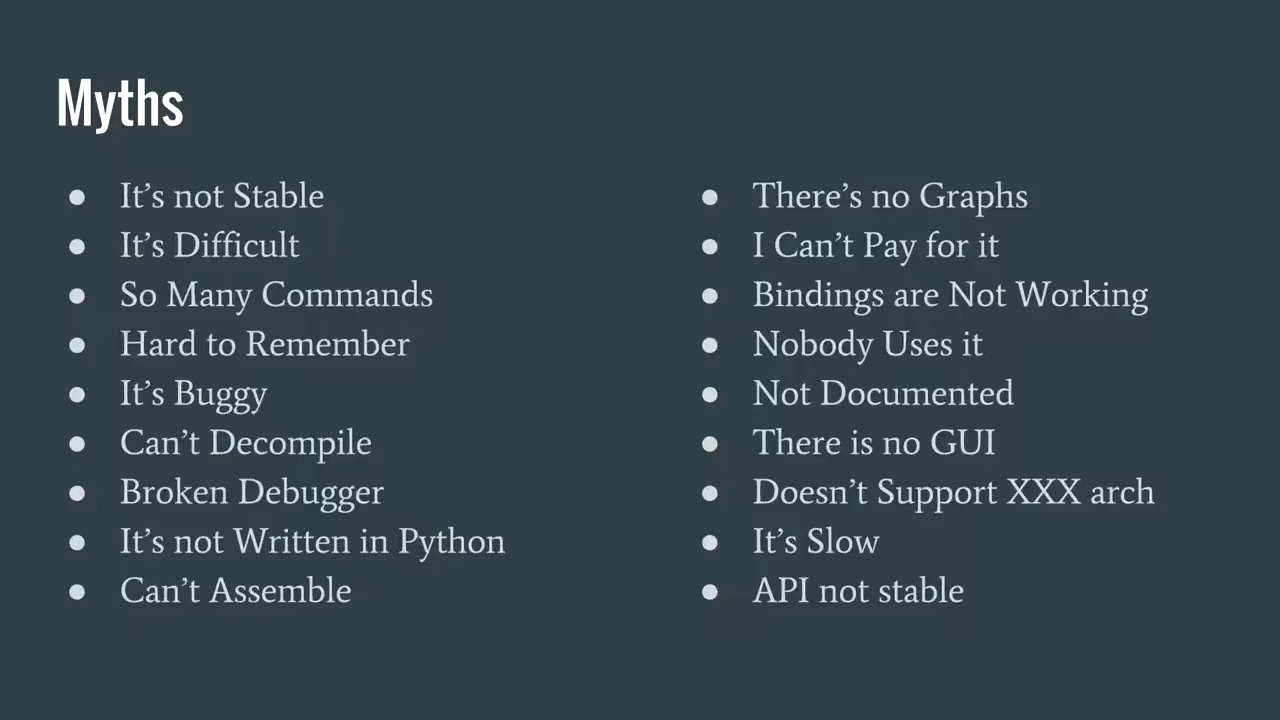 Myths
● It’s not Stable
● It’s Difficult
● So Many Commands
● Hard to Remember
● It’s Buggy
● Can’t Decompile
● Broken Debugger
● It’s not Written in Python
● Can’t Assemble
● There’s no Graphs
● I Can’t Pay for it
● Bindings are Not Working
● Nobody Uses it
● Not Documented
● There is no GUI
● Doesn’t Support XXX arch
● It’s Slow
● API not stable